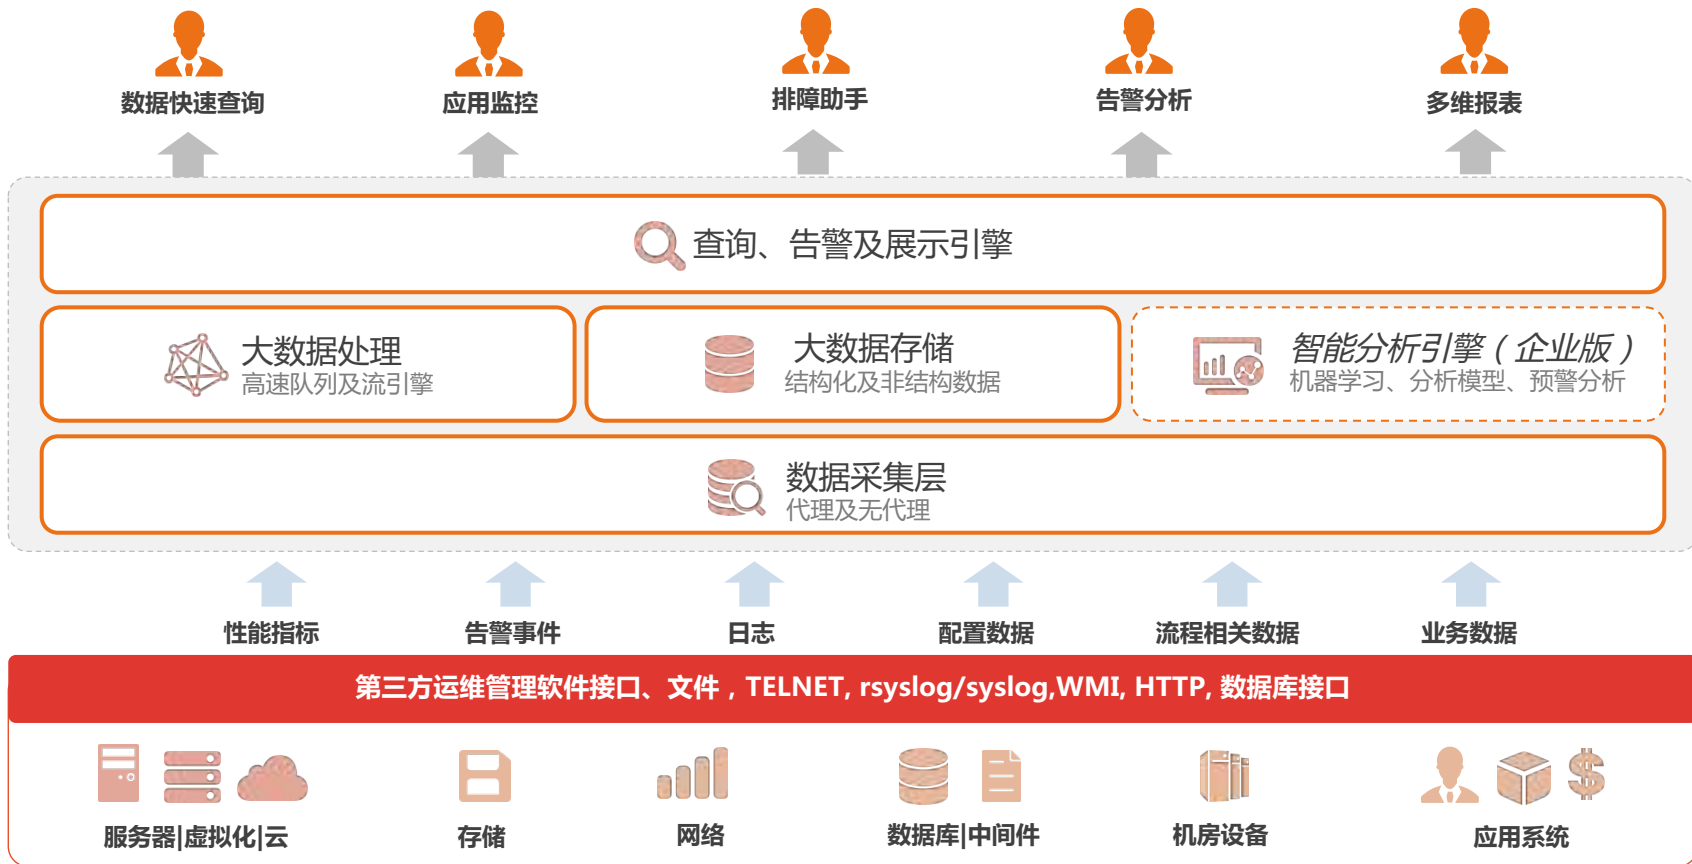 数据快速查询
应用监控
排障助手
告警分析
多维报表
查询、告警及展示引擎
大数据处理
高速队列及流引擎
大数据存储
结构化及非结构数据
智能分析引擎（企业版）
机器学习、分析模型、预警分析
数据采集层
代理及无代理
性能指标
告警事件
日志
配置数据
流程相关数据
业务数据
第三方运维管理软件接口、文件，TELNET, rsyslog/syslog,WMI, HTTP, 数据库接口
服务器|虚拟化|云
存储
网络
数据库|中间件
机房设备
应用系统